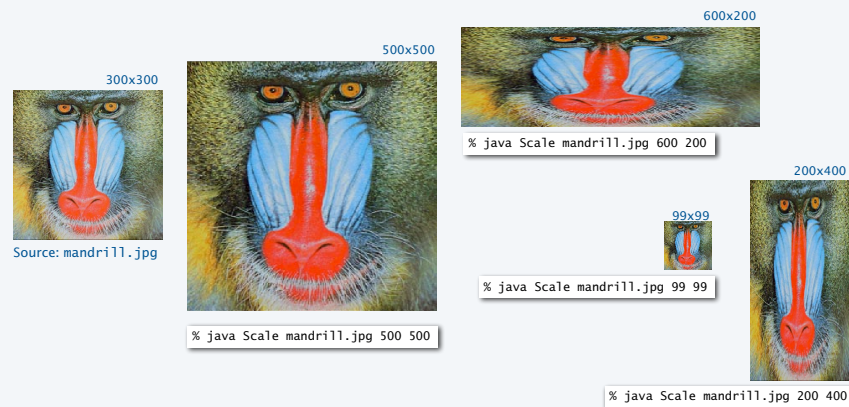 300x300
Source: mandrill.jpg
500x500
% java Scale mandrill.jpg 500 500
600x200
% java Scale mandrill.jpg 600 200
99x99
% java Scale mandrill.jpg 99 99
200x400
% java Scale mandrill.jpg 200 400